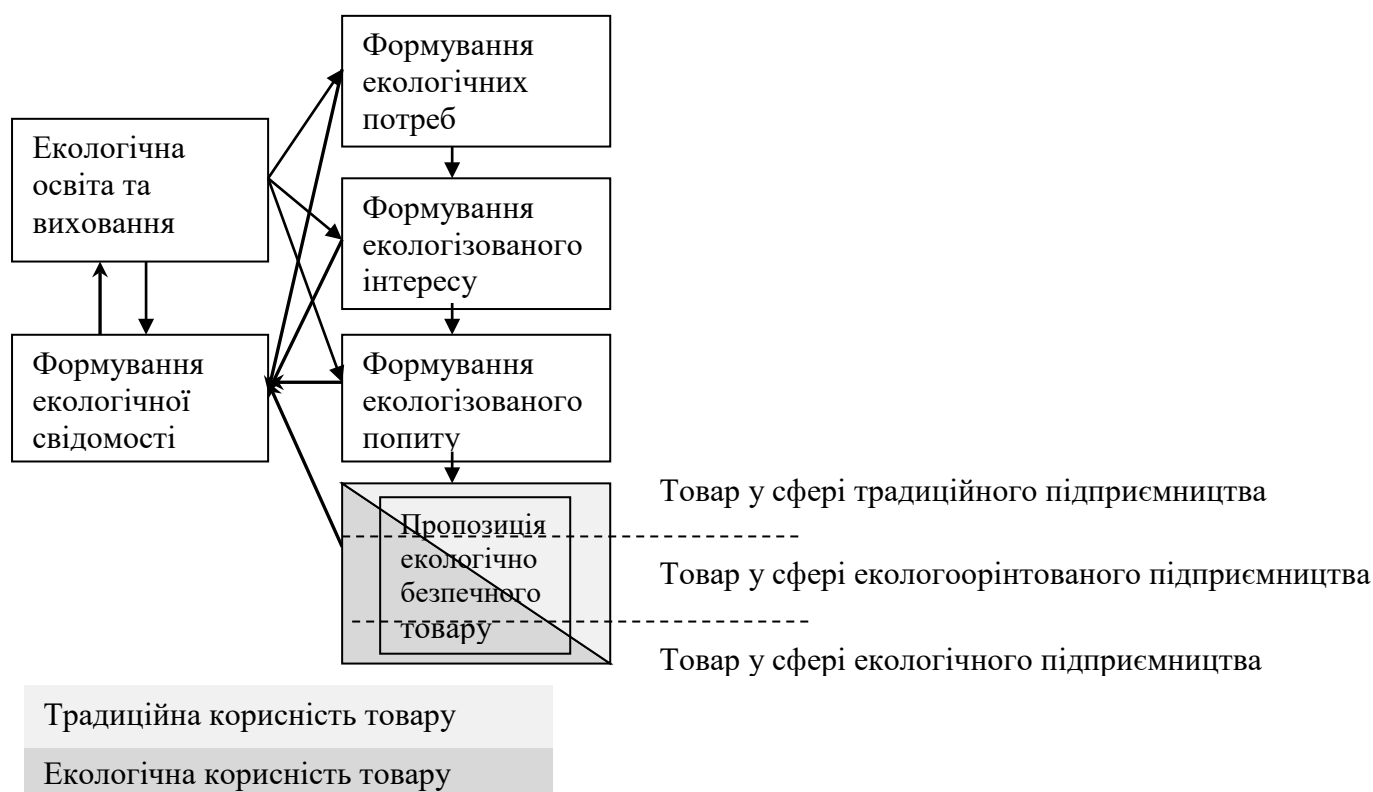 Формування
екологічних
потреб
Екологічна
освіта та
виховання
Формування
екологізованого
інтересу
Формування
екологічної
свідомості
Формування
екологізованого
попиту
Пропозиція
екологічно
безпечного
товару
Товар у сфері традиційного підприємництва
Товар у сфері екологоорінтованого підприємництва
Товар у сфері екологічного підприємництва
Традиційна корисність товару
Екологічна корисність товару